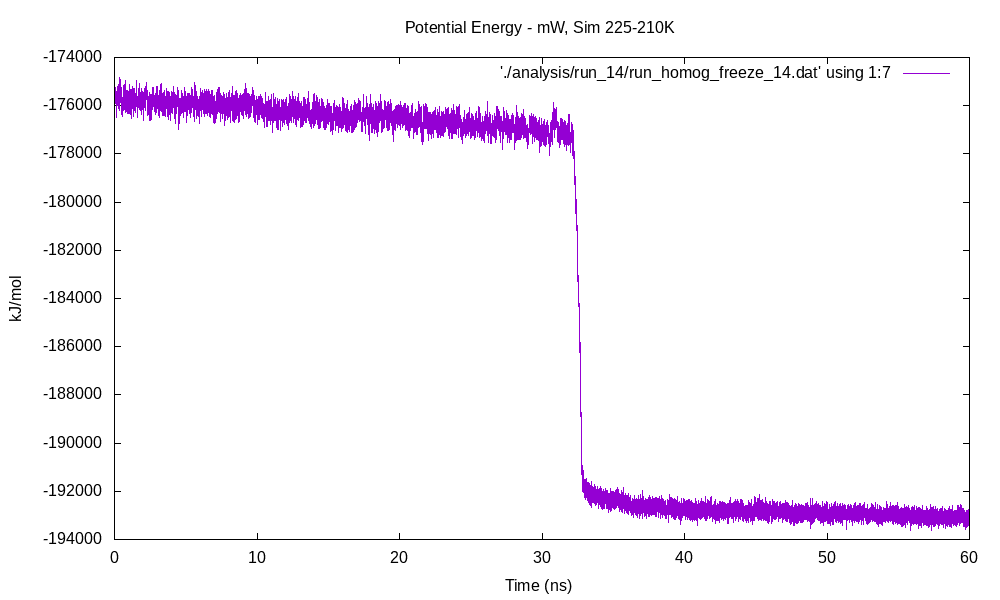 Potential Energy - mW, Sim 225-210K
'./analysis/run_14/run_homog_freeze_14.dat' using 1:7
-174000
-176000
-178000
-180000
-182000
-184000
-186000
-188000
-190000
-192000
-194000
kJ/mol
0 10 20 30 40 50 60
Time (ns)